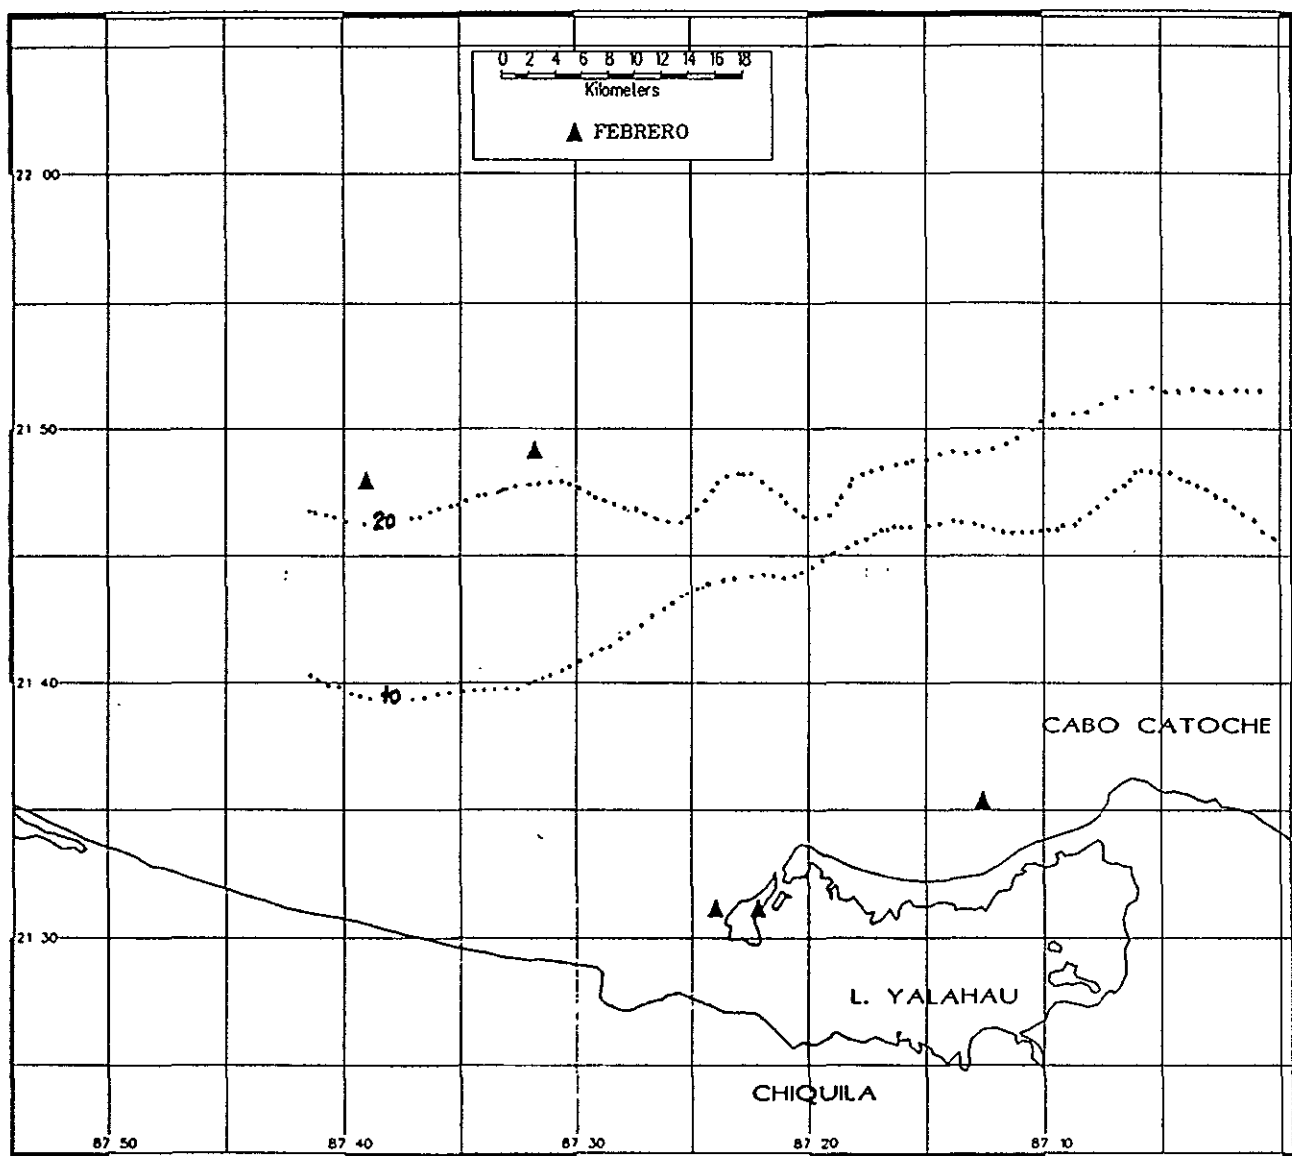 0 2 4 6 8 10 12 14 16 18
Kilomelers
▲ FEBRERO
22 00
21 50
20
21 40
10
CABO CATOCHE
21 30
L. YALAHAU
CHIQUILA
87 50 87 40 87 30 87 20 87 10